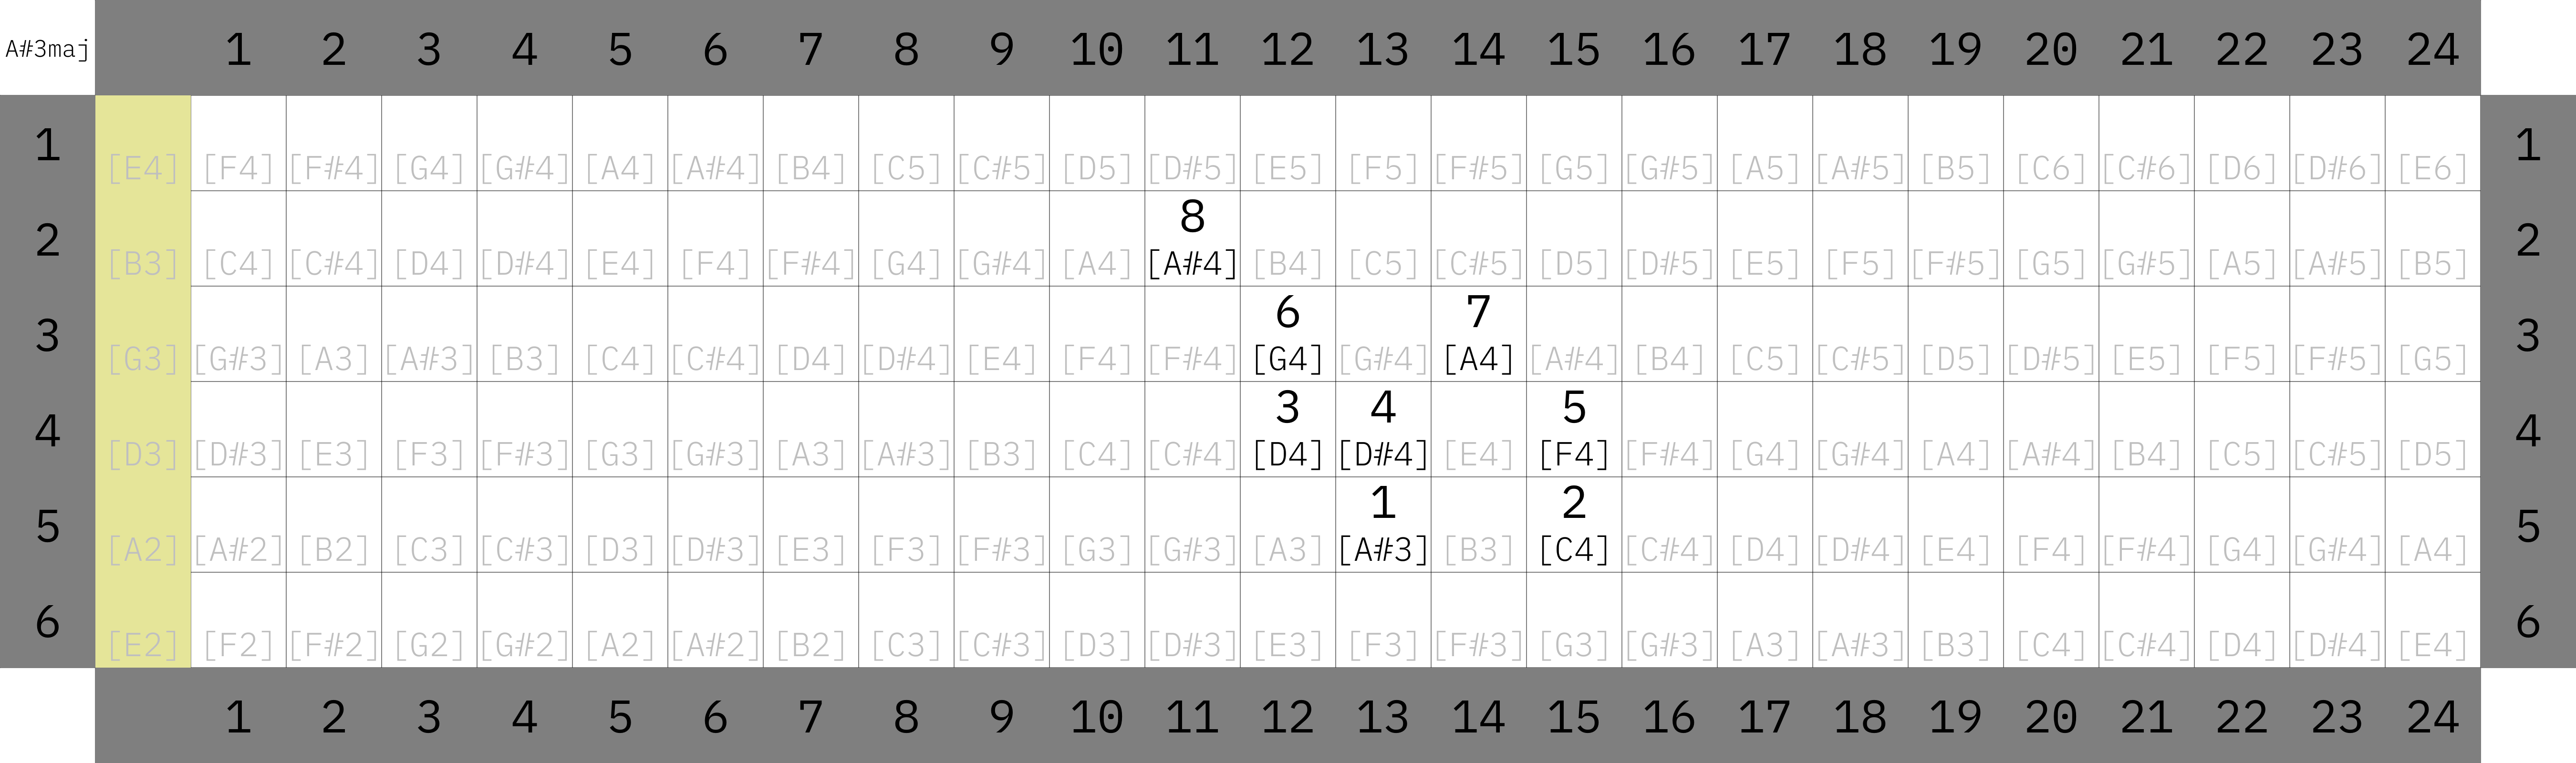 A#3maj 1 2 3 4 5 6 7 8 9 10 11 12 13 14 15 16 17 18 19 20 21 22 23 24
1 [E4] [F4] [F#4] [G4] [G#4] [A4] [A#4] [B4] [C5] [C#5] [D5] [D#5] [E5] [F5] [F#5] [G5] [G#5] [A5] [A#5] [B5] [C6] [C#6] [D6] [D#6] [E6] 1
8
2 [B3] [C4] [C#4] [D4] [D#4] [E4] [F4] [F#4] [G4] [G#4] [A4] [A#4] [B4] [C5] [C#5] [D5] [D#5] [E5] [F5] [F#5] [G5] [G#5] [A5] [A#5] [B5] 2
6 7
3 [G3] [G#3] [A3] [A#3] [B3] [C4] [C#4] [D4] [D#4] [E4] [F4] [F#4] [G4] [G#4] [A4] [A#4] [B4] [C5] [C#5] [D5] [D#5] [E5] [F5] [F#5] [G5] 3
3 4 5
4 [D3] [D#3] [E3] [F3] [F#3] [G3] [G#3] [A3] [A#3] [B3] [C4] [C#4] [D4] [D#4] [E4] [F4] [F#4] [G4] [G#4] [A4] [A#4] [B4] [C5] [C#5] [D5] 4
1 2
5 [A2] [A#2] [B2] [C3] [C#3] [D3] [D#3] [E3] [F3] [F#3] [G3] [G#3] [A3] [A#3] [B3] [C4] [C#4] [D4] [D#4] [E4] [F4] [F#4] [G4] [G#4] [A4] 5
6 [E2] [F2] [F#2] [G2] [G#2] [A2] [A#2] [B2] [C3] [C#3] [D3] [D#3] [E3] [F3] [F#3] [G3] [G#3] [A3] [A#3] [B3] [C4] [C#4] [D4] [D#4] [E4] 6
1 2 3 4 5 6 7 8 9 10 11 12 13 14 15 16 17 18 19 20 21 22 23 24